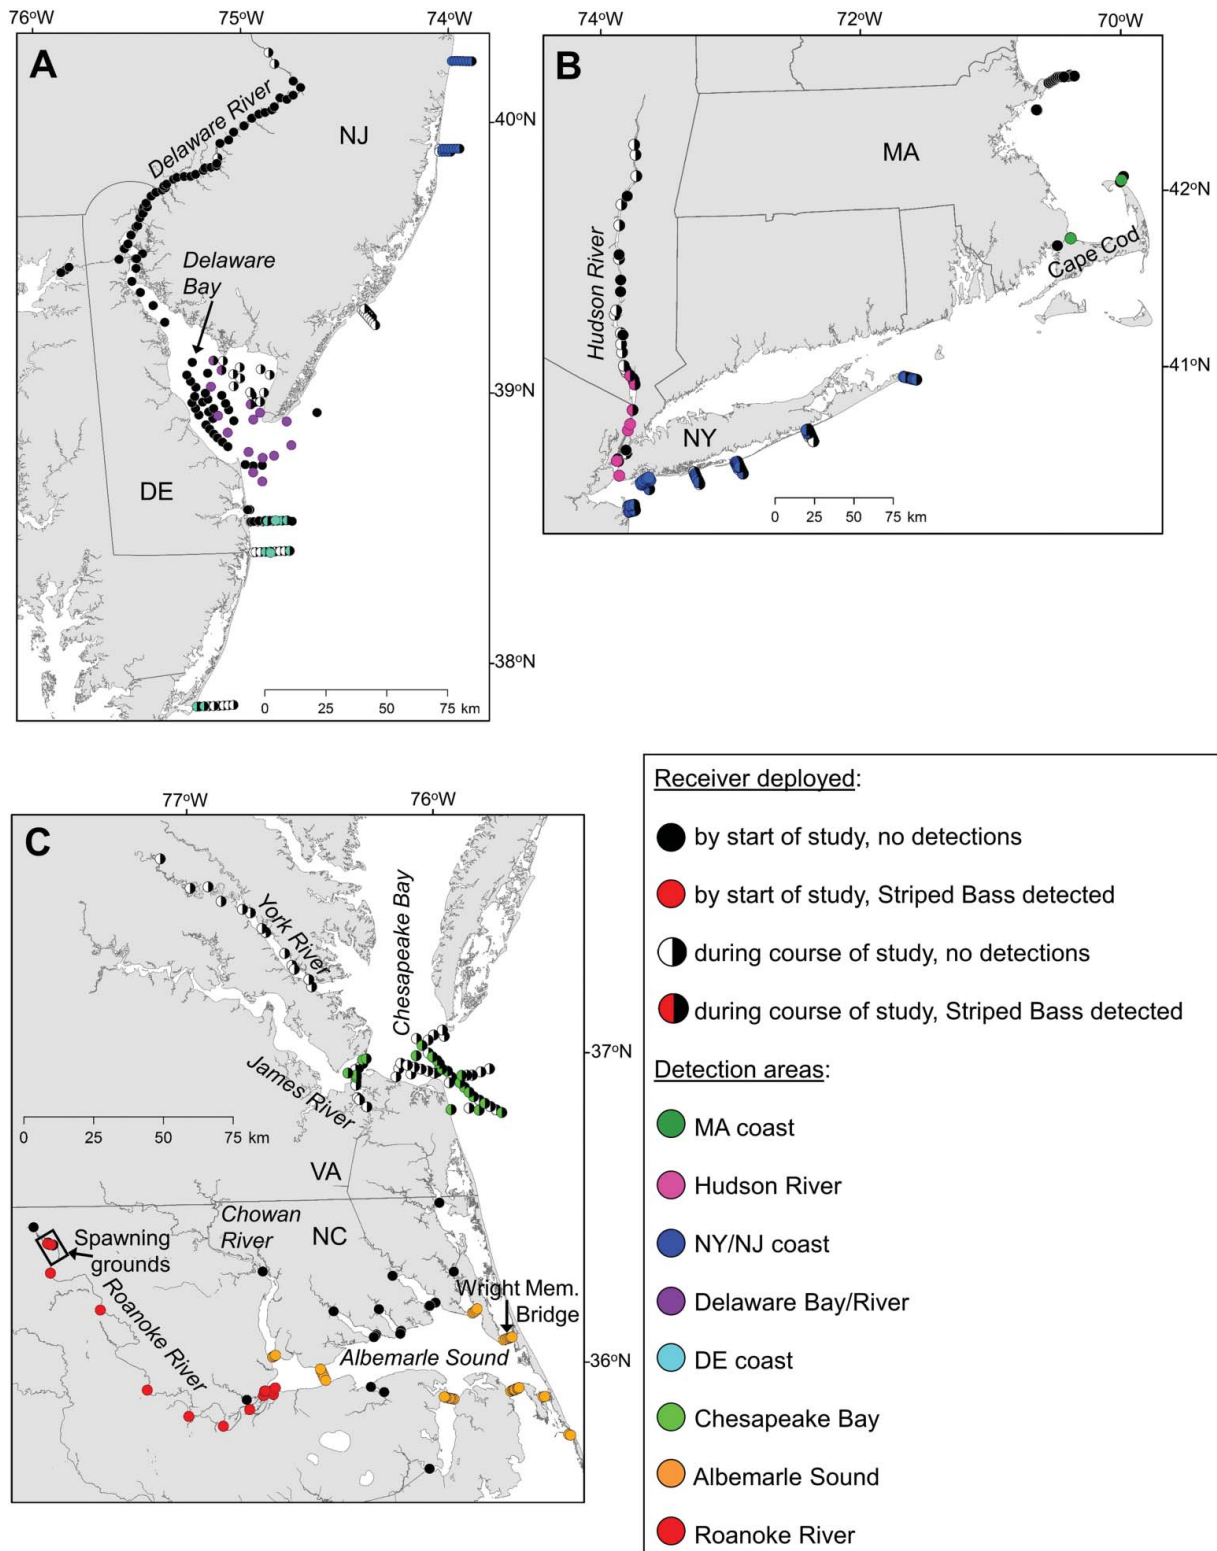 76°W 75°W 74°W
A
Delaware River
NJ
40°N
Delaware
Bay
39°N
DE
38°N
0 25 50 75 km
74°W 72°W 70°W
B
MA
42°N
Cape Cod
Hudson River
41°N
NY
0 25 50 75
km
77°W 76°W
C
York River
Chesapeake Bay
37°N
James River
0 25 50 75 km
VA
Chowan
River
NC
Spawning
grounds
Wright Mem.
Bridge
Roanoke River
Albemarle Sound
36°N
Receiver deployed:
by start of study, no detections
by start of study, Striped Bass detected
during course of study, no detections
during course of study, Striped Bass detected
Detection areas:
MA coast
Hudson River
NY/NJ coast
Delaware Bay/River
DE coast
Chesapeake Bay
Albemarle Sound
Roanoke River